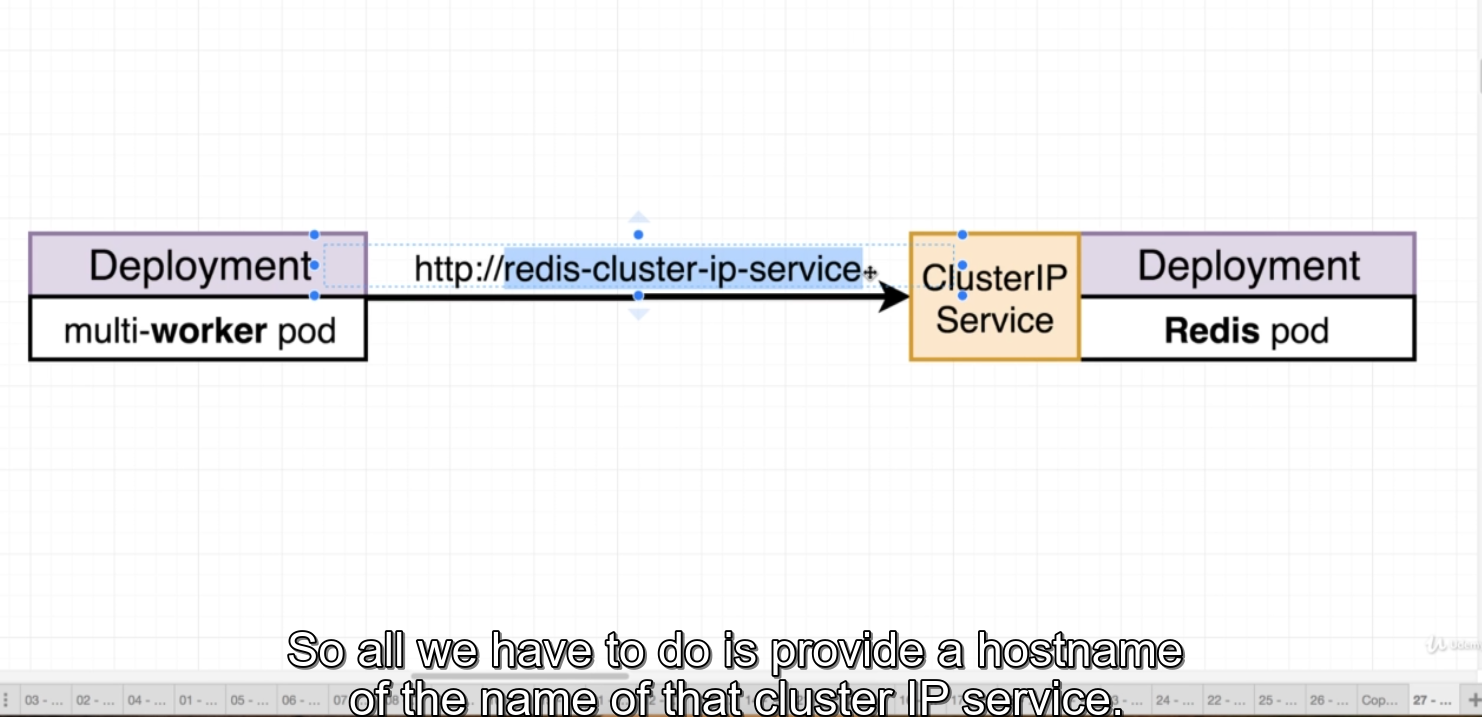 Deployment
multi-worker pod
http://redis-cluster-ip-service
ClusterIP
Service
Deployment
Redis pod
So all we have to do is provide a hostname
of the name of that cluster IP service.
03 - ... 02 - ... 04 - ... 01 - ... 05 - ... 06 - ... 24 - ... 22 - ... 25 - ... 26 - ... Cop... 27 - ...